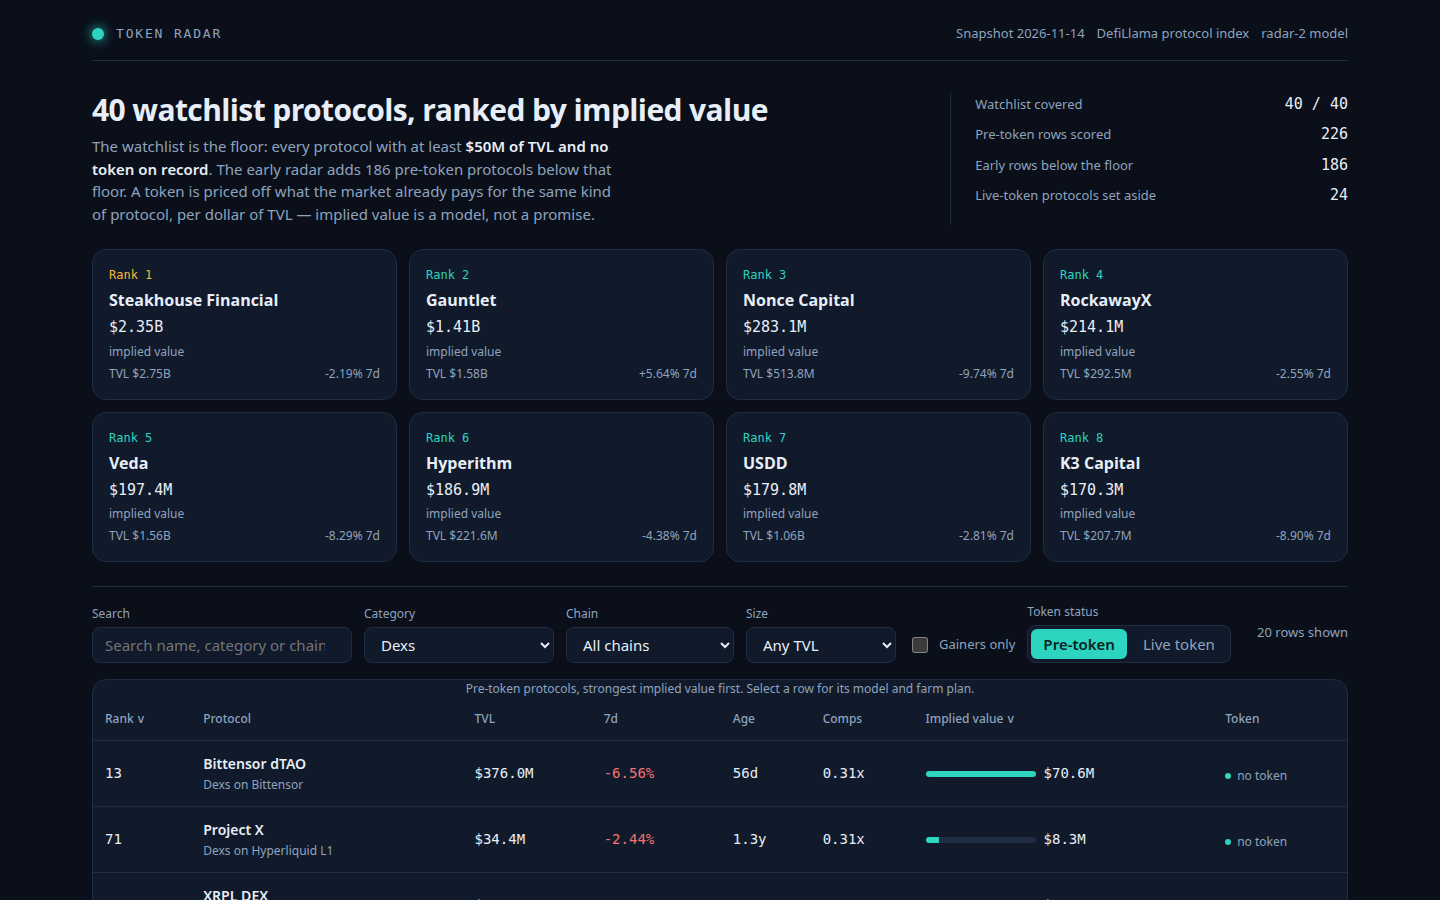 TOKEN RADAR
Snapshot 2026-11-14 DefiLlama protocol index radar-2 model
40 watchlist protocols, ranked by implied value
The watchlist is the floor: every protocol with at least $50M of TVL and no
token on record. The early radar adds 186 pre-token protocols below that
floor. A token is priced off what the market already pays for the same kind
of protocol, per dollar of TVL — implied value is a model, not a promise.
Watchlist covered 40 / 40
Pre-token rows scored 226
Early rows below the floor 186
Live-token protocols set aside 24
Rank 1
Steakhouse Financial
$2.35B
implied value
TVL $2.75B -2.19% 7d
Rank 2
Gauntlet
$1.41B
implied value
TVL $1.58B +5.64% 7d
Rank 3
Nonce Capital
$283.1M
implied value
TVL $513.8M -9.74% 7d
Rank 4
RockawayX
$214.1M
implied value
TVL $292.5M -2.55% 7d
Rank 5
Veda
$197.4M
implied value
TVL $1.56B -8.29% 7d
Rank 6
Hyperithm
$186.9M
implied value
TVL $221.6M -4.38% 7d
Rank 7
USDD
$179.8M
implied value
TVL $1.06B -2.81% 7d
Rank 8
K3 Capital
$170.3M
implied value
TVL $207.7M -8.90% 7d
Search Category Chain Size Token status
Search name, category or chain Dexs All chains Any TVL Gainers only Pre-token Live token 20 rows shown
Pre-token protocols, strongest implied value first. Select a row for its model and farm plan.
Rank v Protocol TVL 7d Age Comps Implied value v Token
13 Bittensor dTAO $376.0M -6.56% 56d 0.31x $70.6M no token
Dexs on Bittensor
71 Project X $34.4M -2.44% 1.3y 0.31x $8.3M no token
Dexs on Hyperliquid L1
XRPL DEX